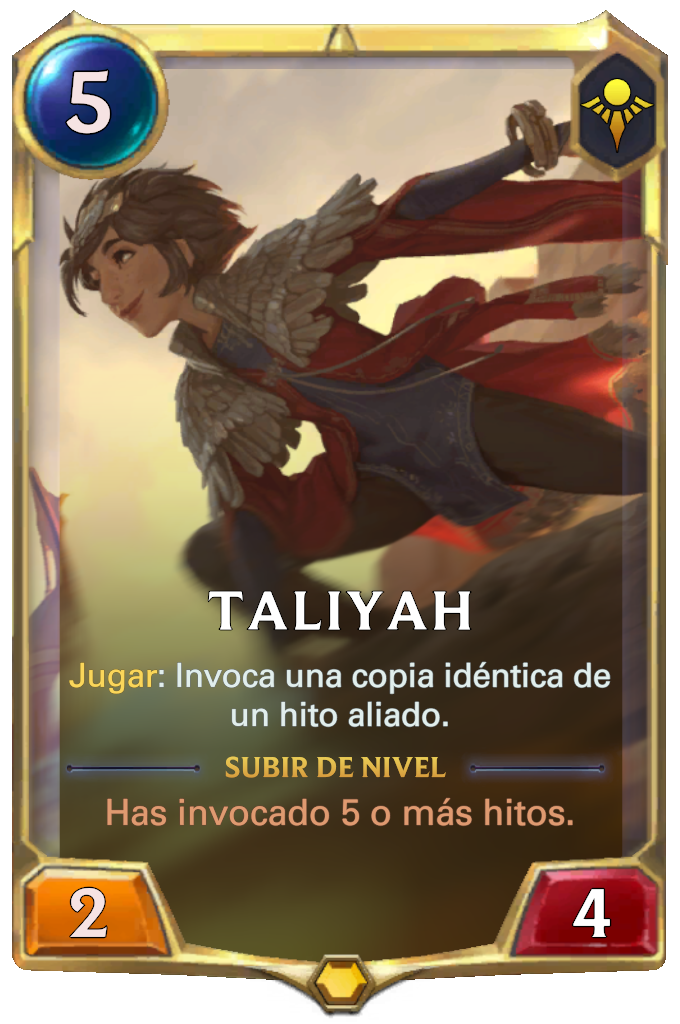 5
TALIYAH
Jugar: Invoca una copia idéntica de
un hito aliado.
SUBIR DE NIVEL
Has invocado 5 o más hitos.
2
4